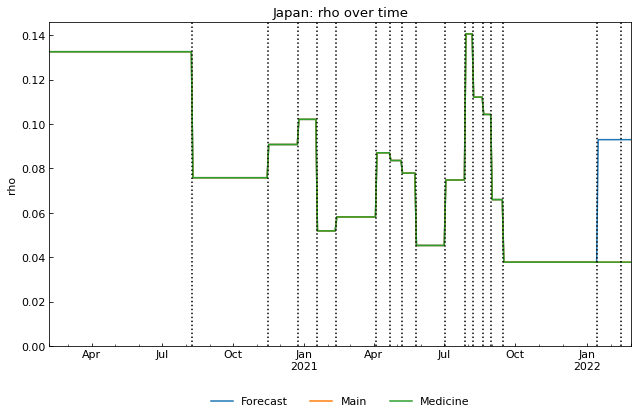 Japan: rho over time
0.14
0.12
0.10
0.08
0.06
0.04
0.02
0.00
rho
Apr Jul Oct Jan Apr Jul Oct Jan
2021 2022
Forecast Main Medicine